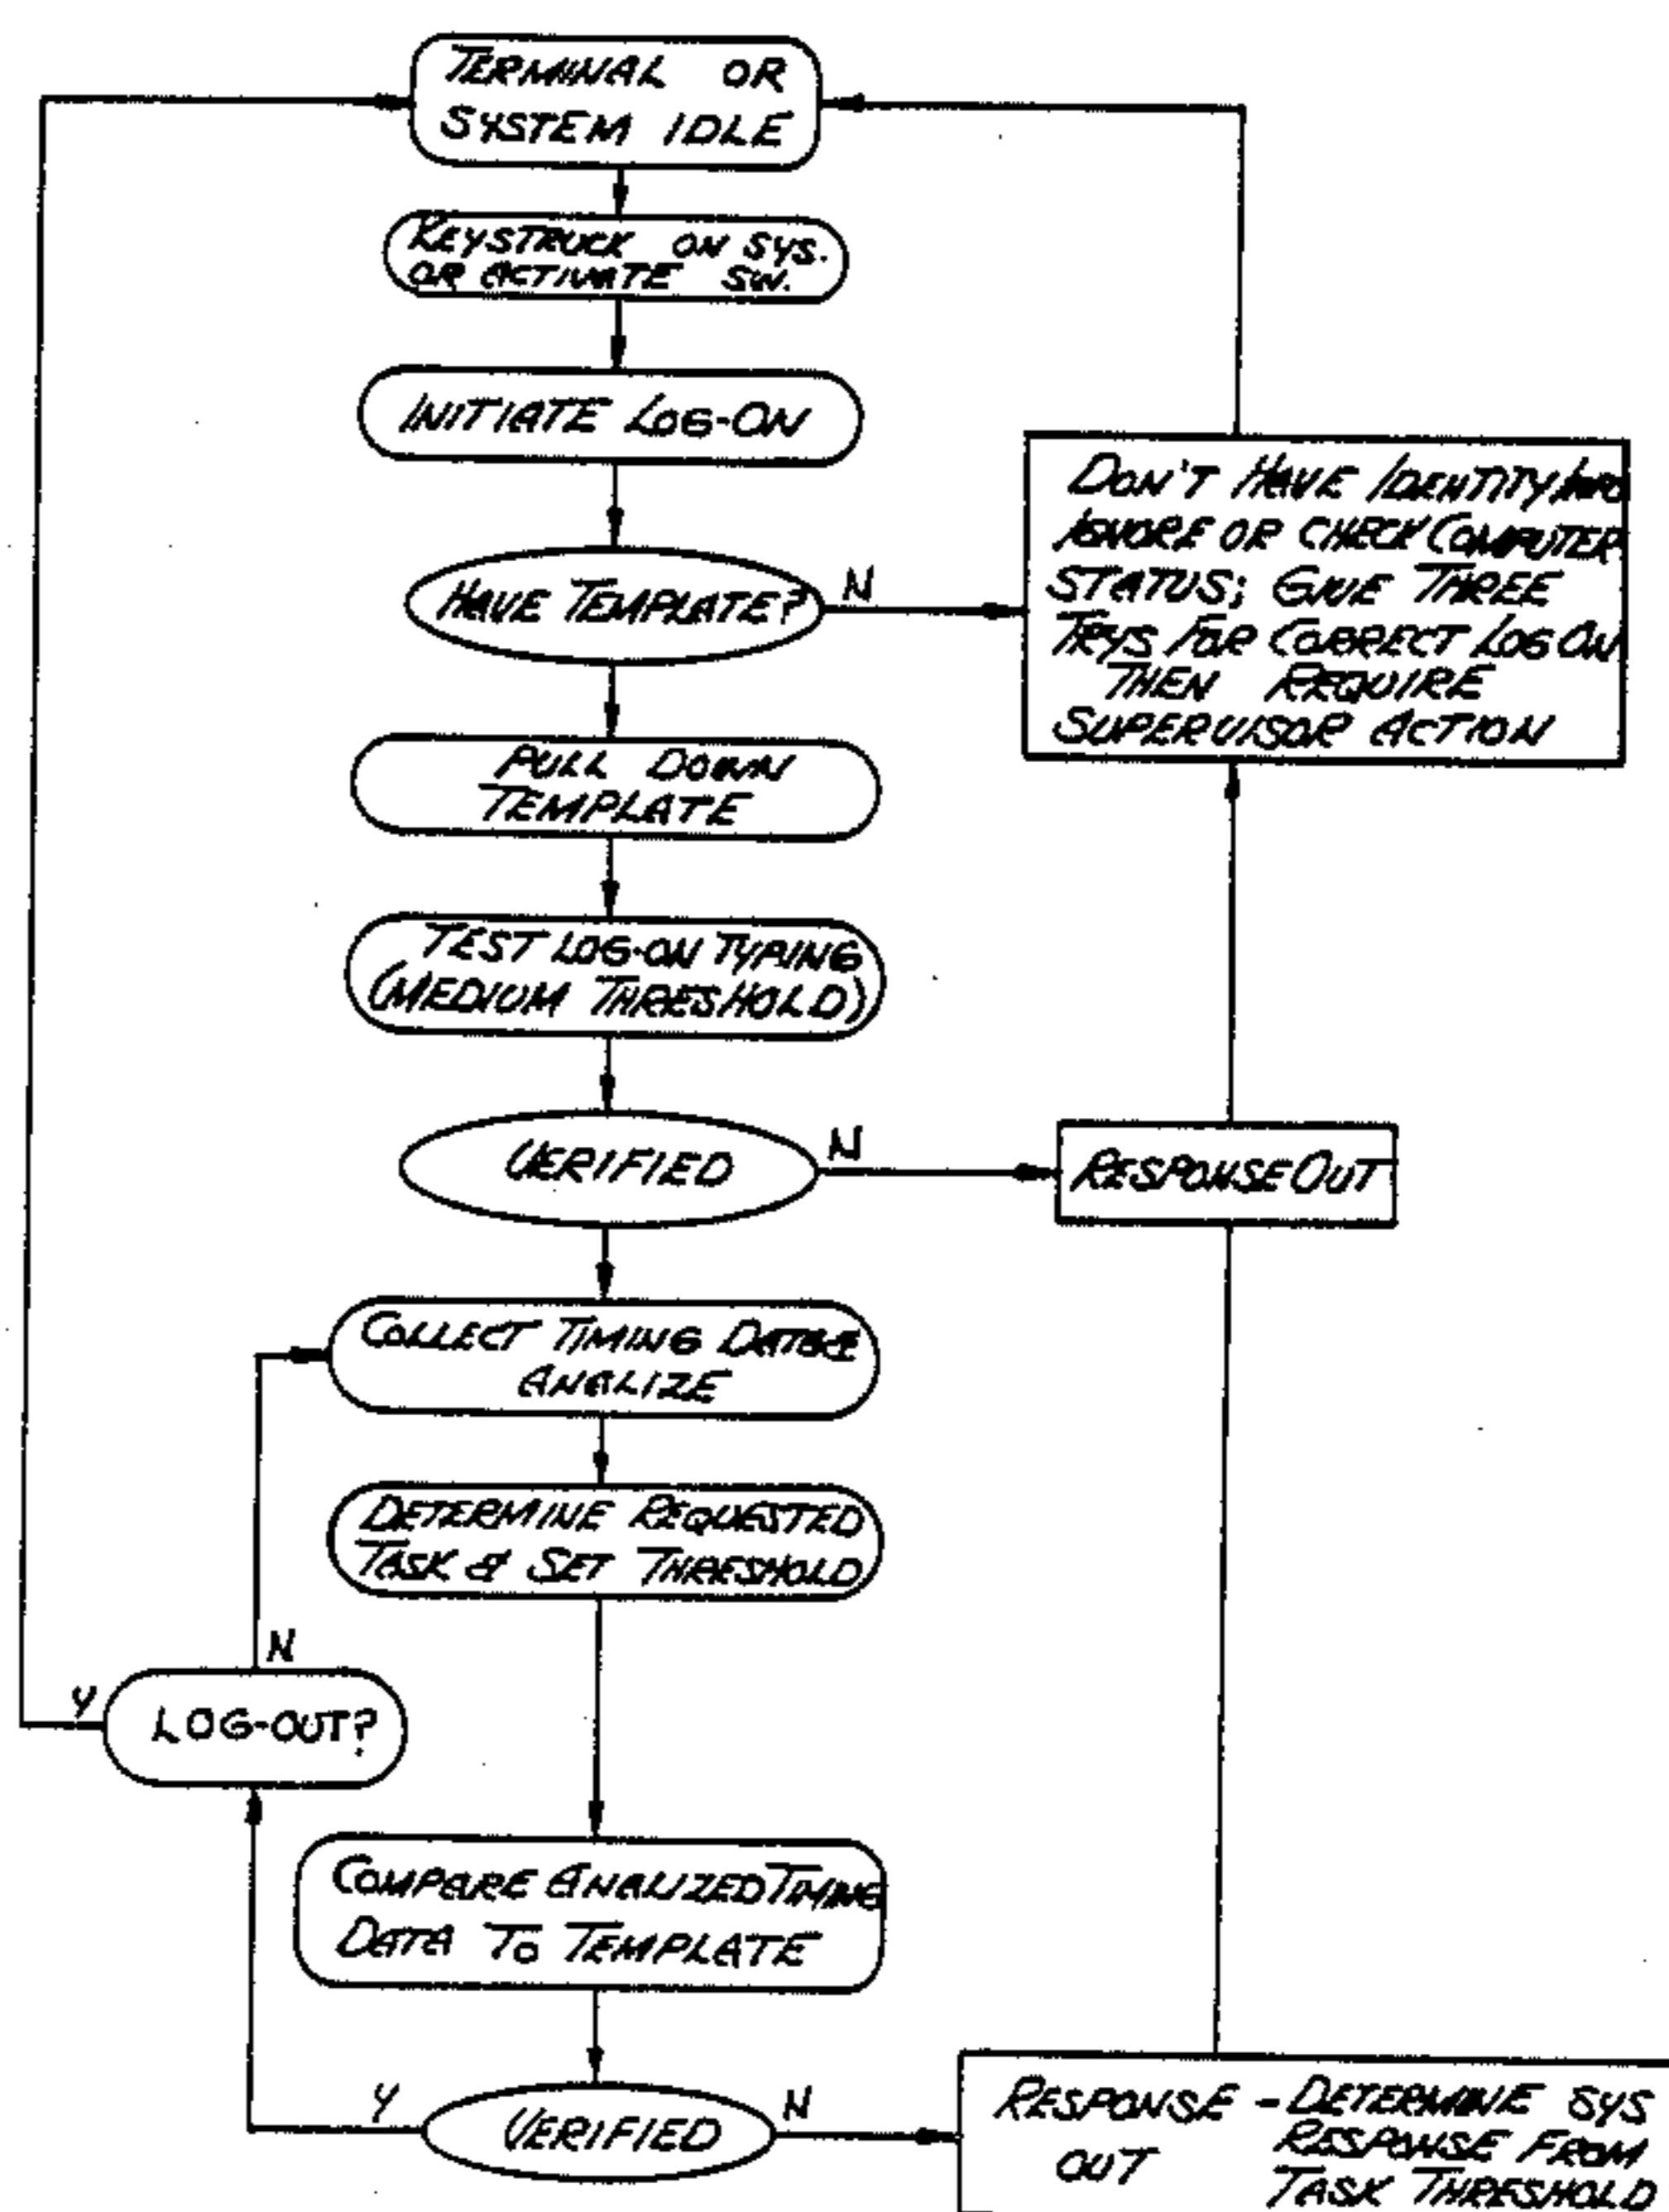 TERMINAL OR
SYSTEM IDLE
KEYSTRUCK ON SYS.
OR ACTIVATE SW.
INITIATE LOG-ON
HAVE TEMPLATE?
N
DON'T HAVE IDENTITY INFO
IGNORE OR CHECK COMPUTER
STATUS; GIVE THREE
TRYS FOR CORRECT LOG ON
THEN REQUIRE
SUPERVISOR ACTION
PULL DOWN
TEMPLATE
TEST LOG-ON TYPING
(MEDIUM THRESHOLD)
VERIFIED
N
RESPONSE OUT
COLLECT TIMING DATA &
ANALIZE
DETERMINE REQUESTED
TASK & SET THRESHOLD
N
Y
LOG-OUT?
COMPARE ANALIZED TIMING
DATA TO TEMPLATE
Y
VERIFIED
N
RESPONSE - DETERMINE SYS
OUT RESPONSE FROM
TASK THRESHOLD